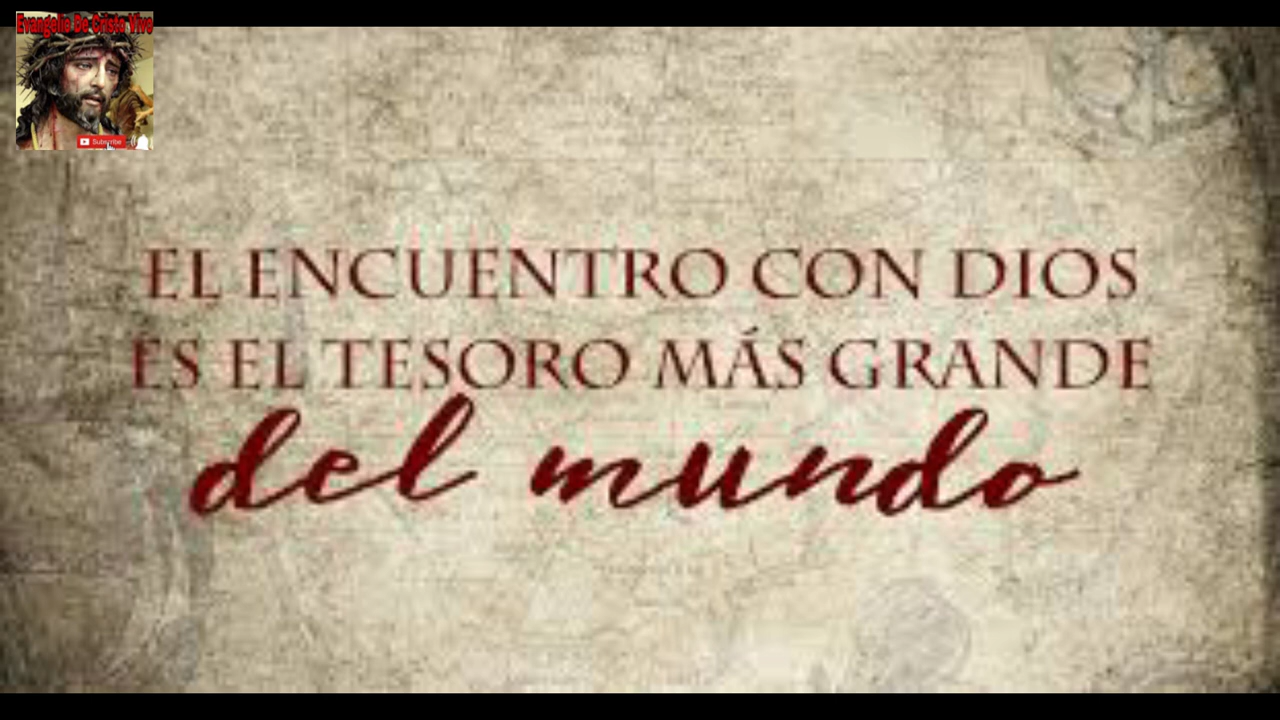 Evangelio De Cristo Vivo
Subscribe
EL ENCUENTRO CON DIOS
ES EL TESORO MÁS GRANDE
del mundo